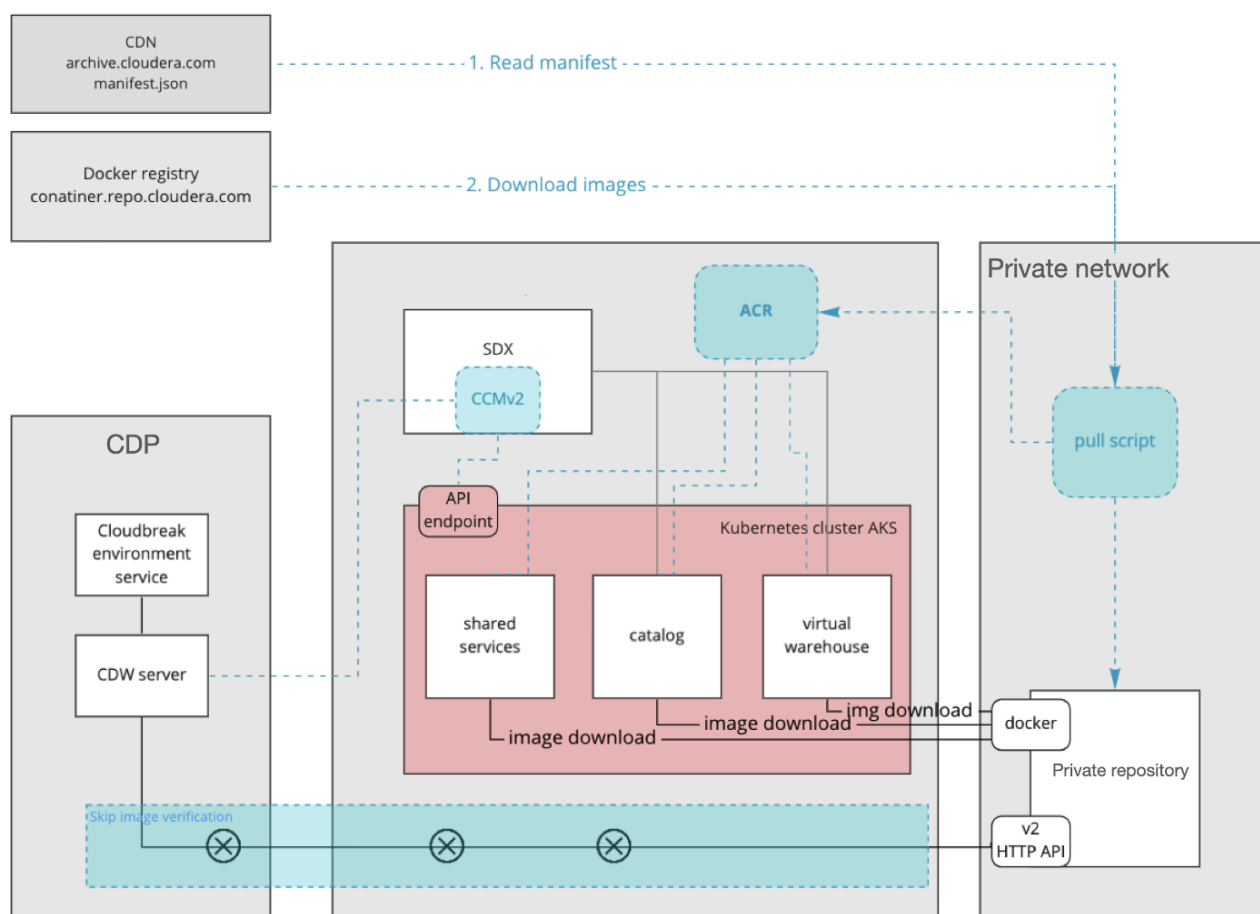 CDN
archive.cloudera.com
manifest.json
1. Read manifest
Docker registry
conatiner.repo.cloudera.com
2. Download images
Private network
ACR
SDX
CCMv2
pull script
CDP
API
endpoint
Kubernetes cluster AKS
Cloudbreak
environment
service
shared
services
catalog
virtual
warehouse
CDW server
img download
image download
image download
docker
Private repository
Skip image verification
v2
HTTP API